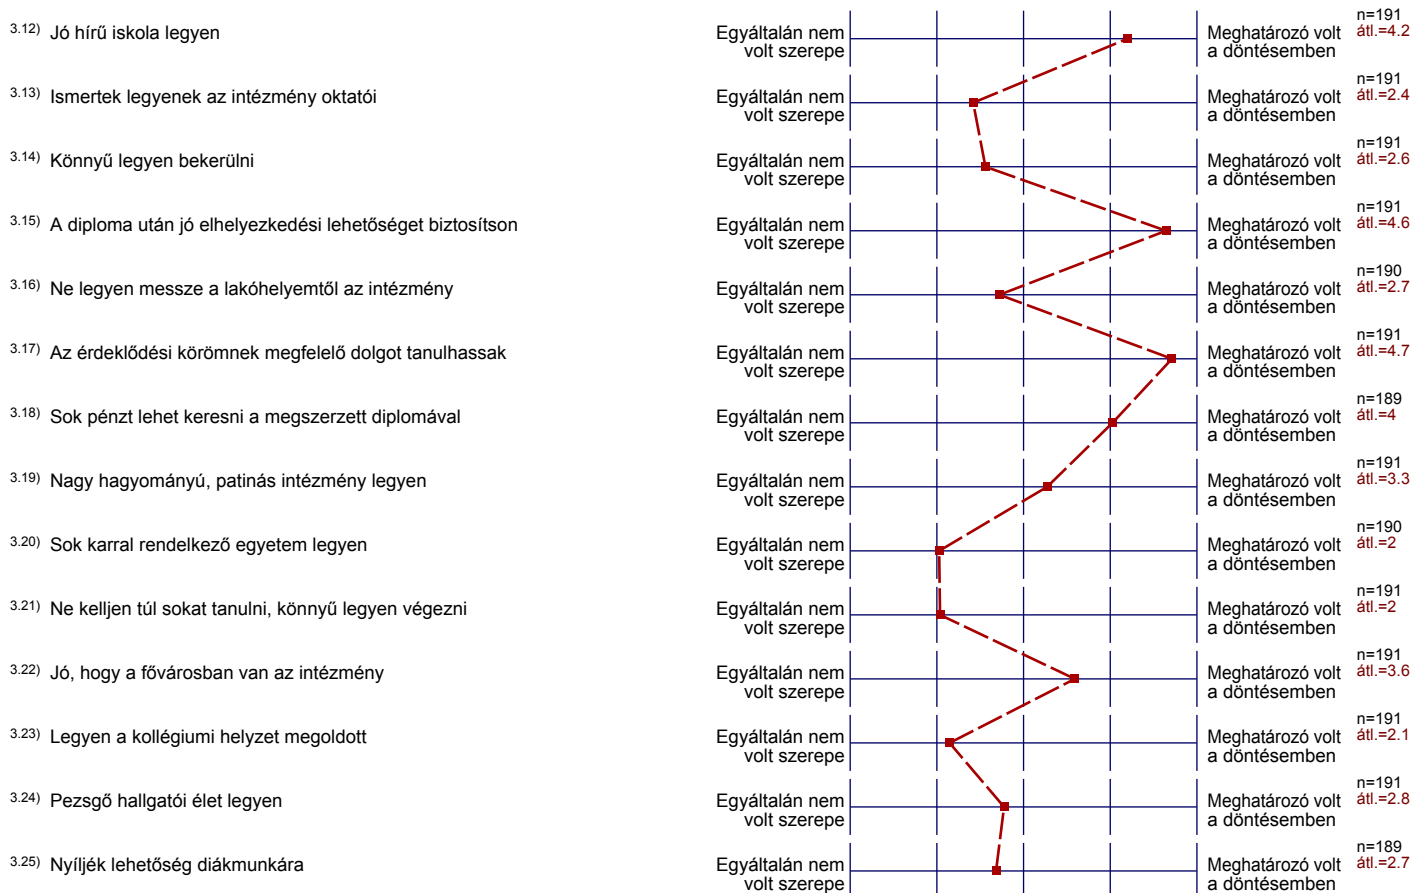 3.12) Jó hírű iskola legyen
Egyáltalán nem
volt szerepe
Meghatározó volt
a döntésemben
n=191
átl.=4.2
3.13) Ismertek legyenek az intézmény oktatói
Egyáltalán nem
volt szerepe
Meghatározó volt
a döntésemben
n=191
átl.=2.4
3.14) Könnyű legyen bekerülni
Egyáltalán nem
volt szerepe
Meghatározó volt
a döntésemben
n=191
átl.=2.6
3.15) A diploma után jó elhelyezkedési lehetőséget biztosítson
Egyáltalán nem
volt szerepe
Meghatározó volt
a döntésemben
n=191
átl.=4.6
3.16) Ne legyen messze a lakóhelyemtől az intézmény
Egyáltalán nem
volt szerepe
Meghatározó volt
a döntésemben
n=190
átl.=2.7
3.17) Az érdeklődési körömnek megfelelő dolgot tanulhassak
Egyáltalán nem
volt szerepe
Meghatározó volt
a döntésemben
n=191
átl.=4.7
3.18) Sok pénzt lehet keresni a megszerzett diplomával
Egyáltalán nem
volt szerepe
Meghatározó volt
a döntésemben
n=189
átl.=4
3.19) Nagy hagyományú, patinás intézmény legyen
Egyáltalán nem
volt szerepe
Meghatározó volt
a döntésemben
n=191
átl.=3.3
3.20) Sok karral rendelkező egyetem legyen
Egyáltalán nem
volt szerepe
Meghatározó volt
a döntésemben
n=190
átl.=2
3.21) Ne kelljen túl sokat tanulni, könnyű legyen végezni
Egyáltalán nem
volt szerepe
Meghatározó volt
a döntésemben
n=191
átl.=2
3.22) Jó, hogy a fővárosban van az intézmény
Egyáltalán nem
volt szerepe
Meghatározó volt
a döntésemben
n=191
átl.=3.6
3.23) Legyen a kollégiumi helyzet megoldott
Egyáltalán nem
volt szerepe
Meghatározó volt
a döntésemben
n=191
átl.=2.1
3.24) Pezsgő hallgatói élet legyen
Egyáltalán nem
volt szerepe
Meghatározó volt
a döntésemben
n=191
átl.=2.8
3.25) Nyíljék lehetőség diákmunkára
Egyáltalán nem
volt szerepe
Meghatározó volt
a döntésemben
n=189
átl.=2.7